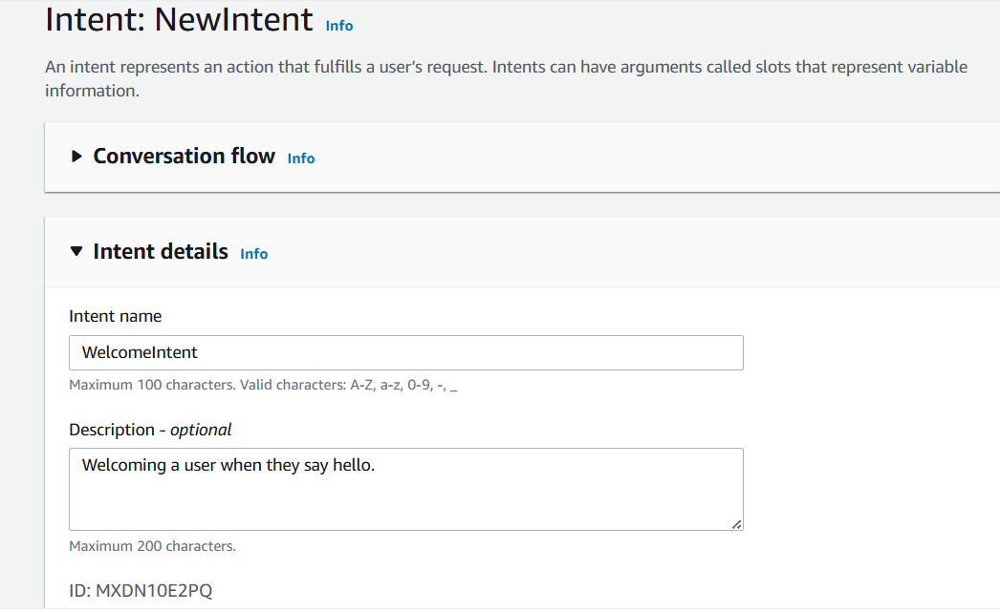 Intent: NewIntent Info
An intent represents an action that fulfills a user's request. Intents can have arguments called slots that represent variable
information.
Conversation flow Info
Intent details Info
Intent name
WelcomeIntent
Maximum 100 characters. Valid characters: A-Z, a-z, 0-9, -, _
Description - optional
Welcoming a user when they say hello.
Maximum 200 characters.
ID: MXDN10E2PQ